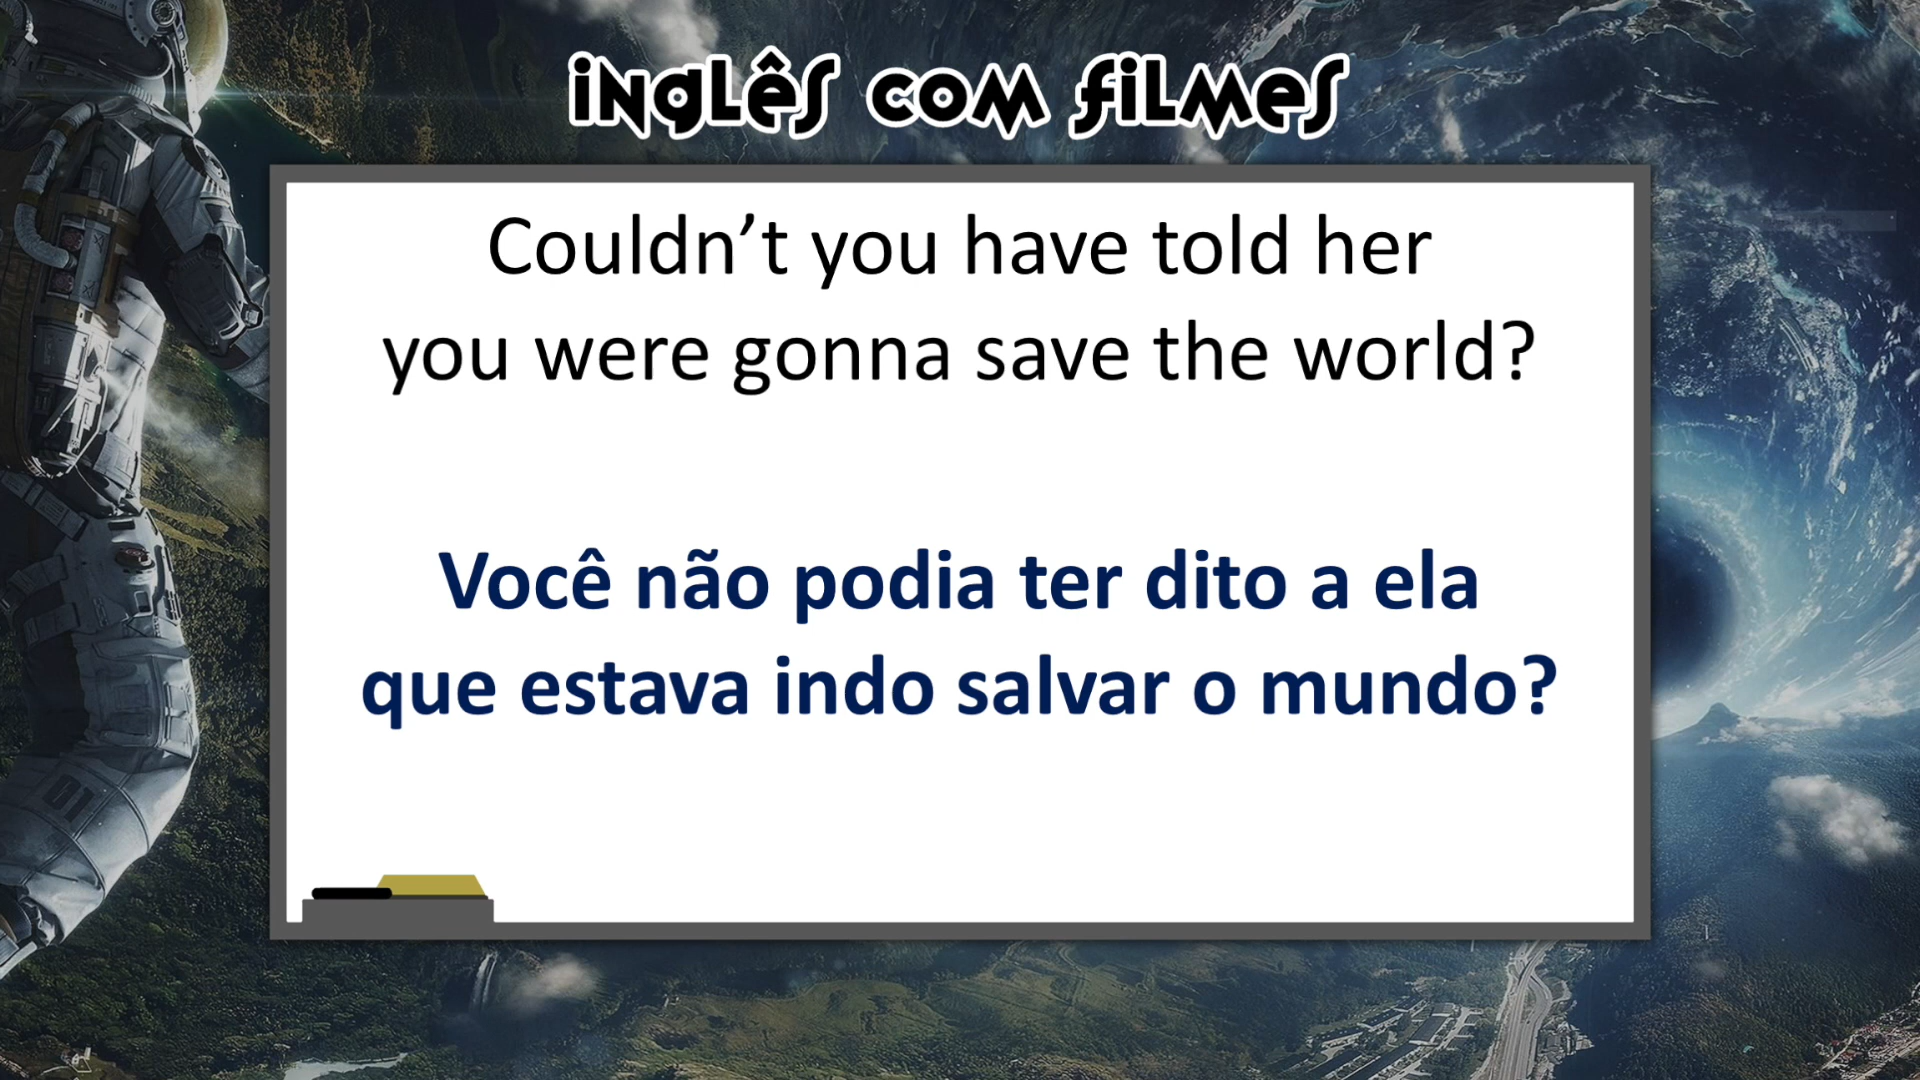 INGLÊS COM FILMES
Couldn’t you have told her
you were gonna save the world?
Você não podia ter dito a ela
que estava indo salvar o mundo?